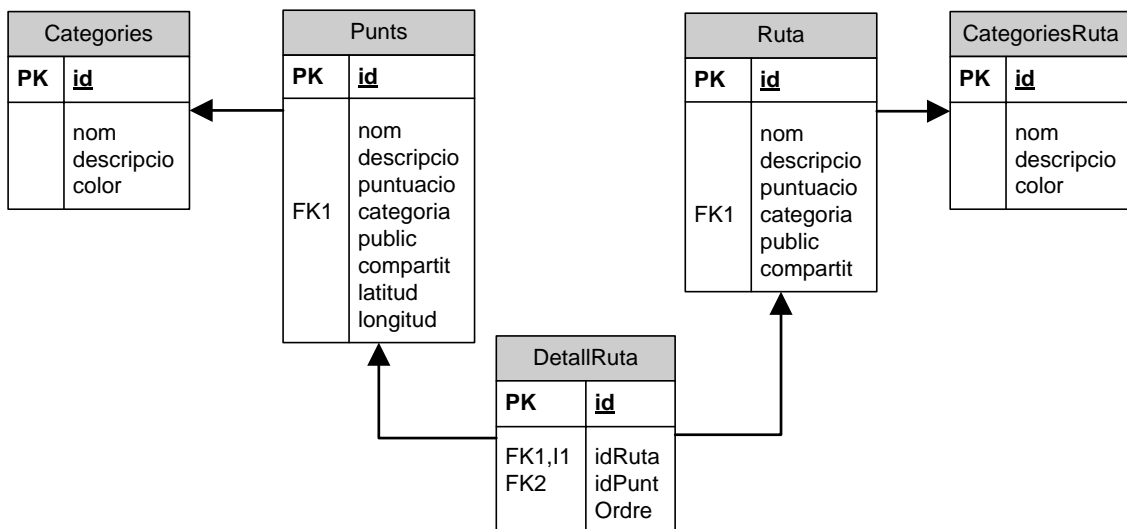 Categories
PK id
nom
descripcio
color
Punts
PK id
nom
descripcio
puntuacio
FK1 categoria
public
compartit
latitud
longitud
Ruta
PK id
nom
descripcio
puntuacio
FK1 categoria
public
compartit
CategoriesRuta
PK id
nom
descripcio
color
DetallRuta
PK id
FK1,I1 idRuta
FK2 idPunt
Ordre